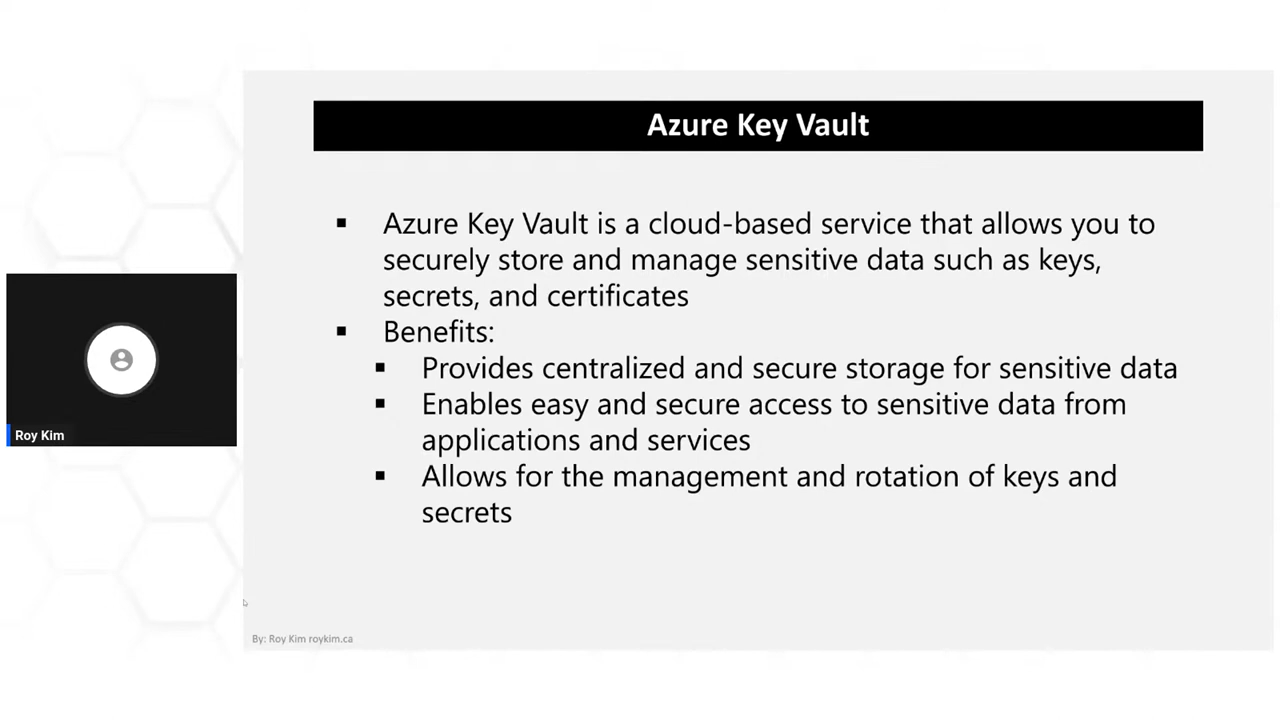 Azure Key Vault
▪ Azure Key Vault is a cloud-based service that allows you to
securely store and manage sensitive data such as keys,
secrets, and certificates
▪ Benefits:
▪ Provides centralized and secure storage for sensitive data
▪ Enables easy and secure access to sensitive data from
applications and services
▪ Allows for the management and rotation of keys and
secrets
Roy Kim
By: Roy Kim roykim.ca